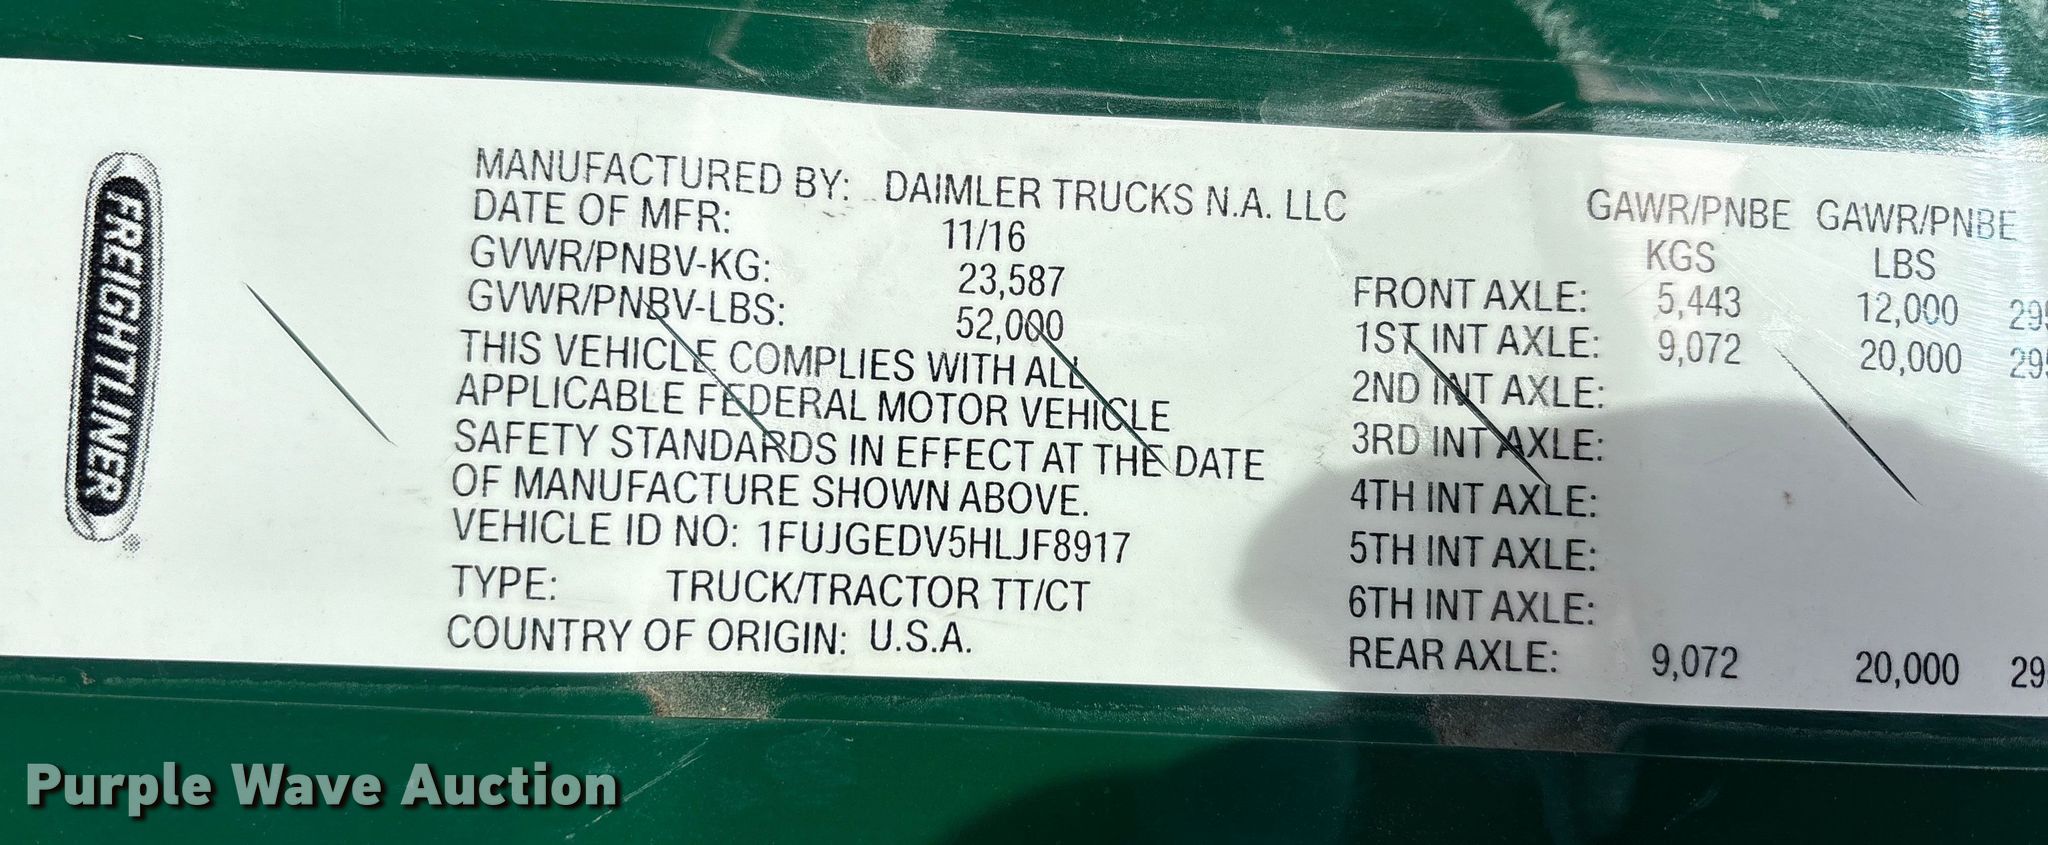 FREIGHTLINER®
MANUFACTURED BY: DAIMLER TRUCKS N.A. LLC
DATE OF MFR: 11/16
GVWR/PNBV-KG: 23,587
GVWR/PNBV-LBS: 52,000
THIS VEHICLE COMPLIES WITH ALL
APPLICABLE FEDERAL MOTOR VEHICLE
SAFETY STANDARDS IN EFFECT AT THE DATE
OF MANUFACTURE SHOWN ABOVE.
VEHICLE ID NO: 1FUJGEDV5HLJF8917
TYPE: TRUCK/TRACTOR TT/CT
COUNTRY OF ORIGIN: U.S.A.
GAWR/PNBE GAWR/PNBE
KGS LBS
FRONT AXLE: 5,443 12,000
1ST INT AXLE: 9,072 20,000
2ND INT AXLE:
3RD INT AXLE:
4TH INT AXLE:
5TH INT AXLE:
6TH INT AXLE:
REAR AXLE: 9,072 20,000
Purple Wave Auction